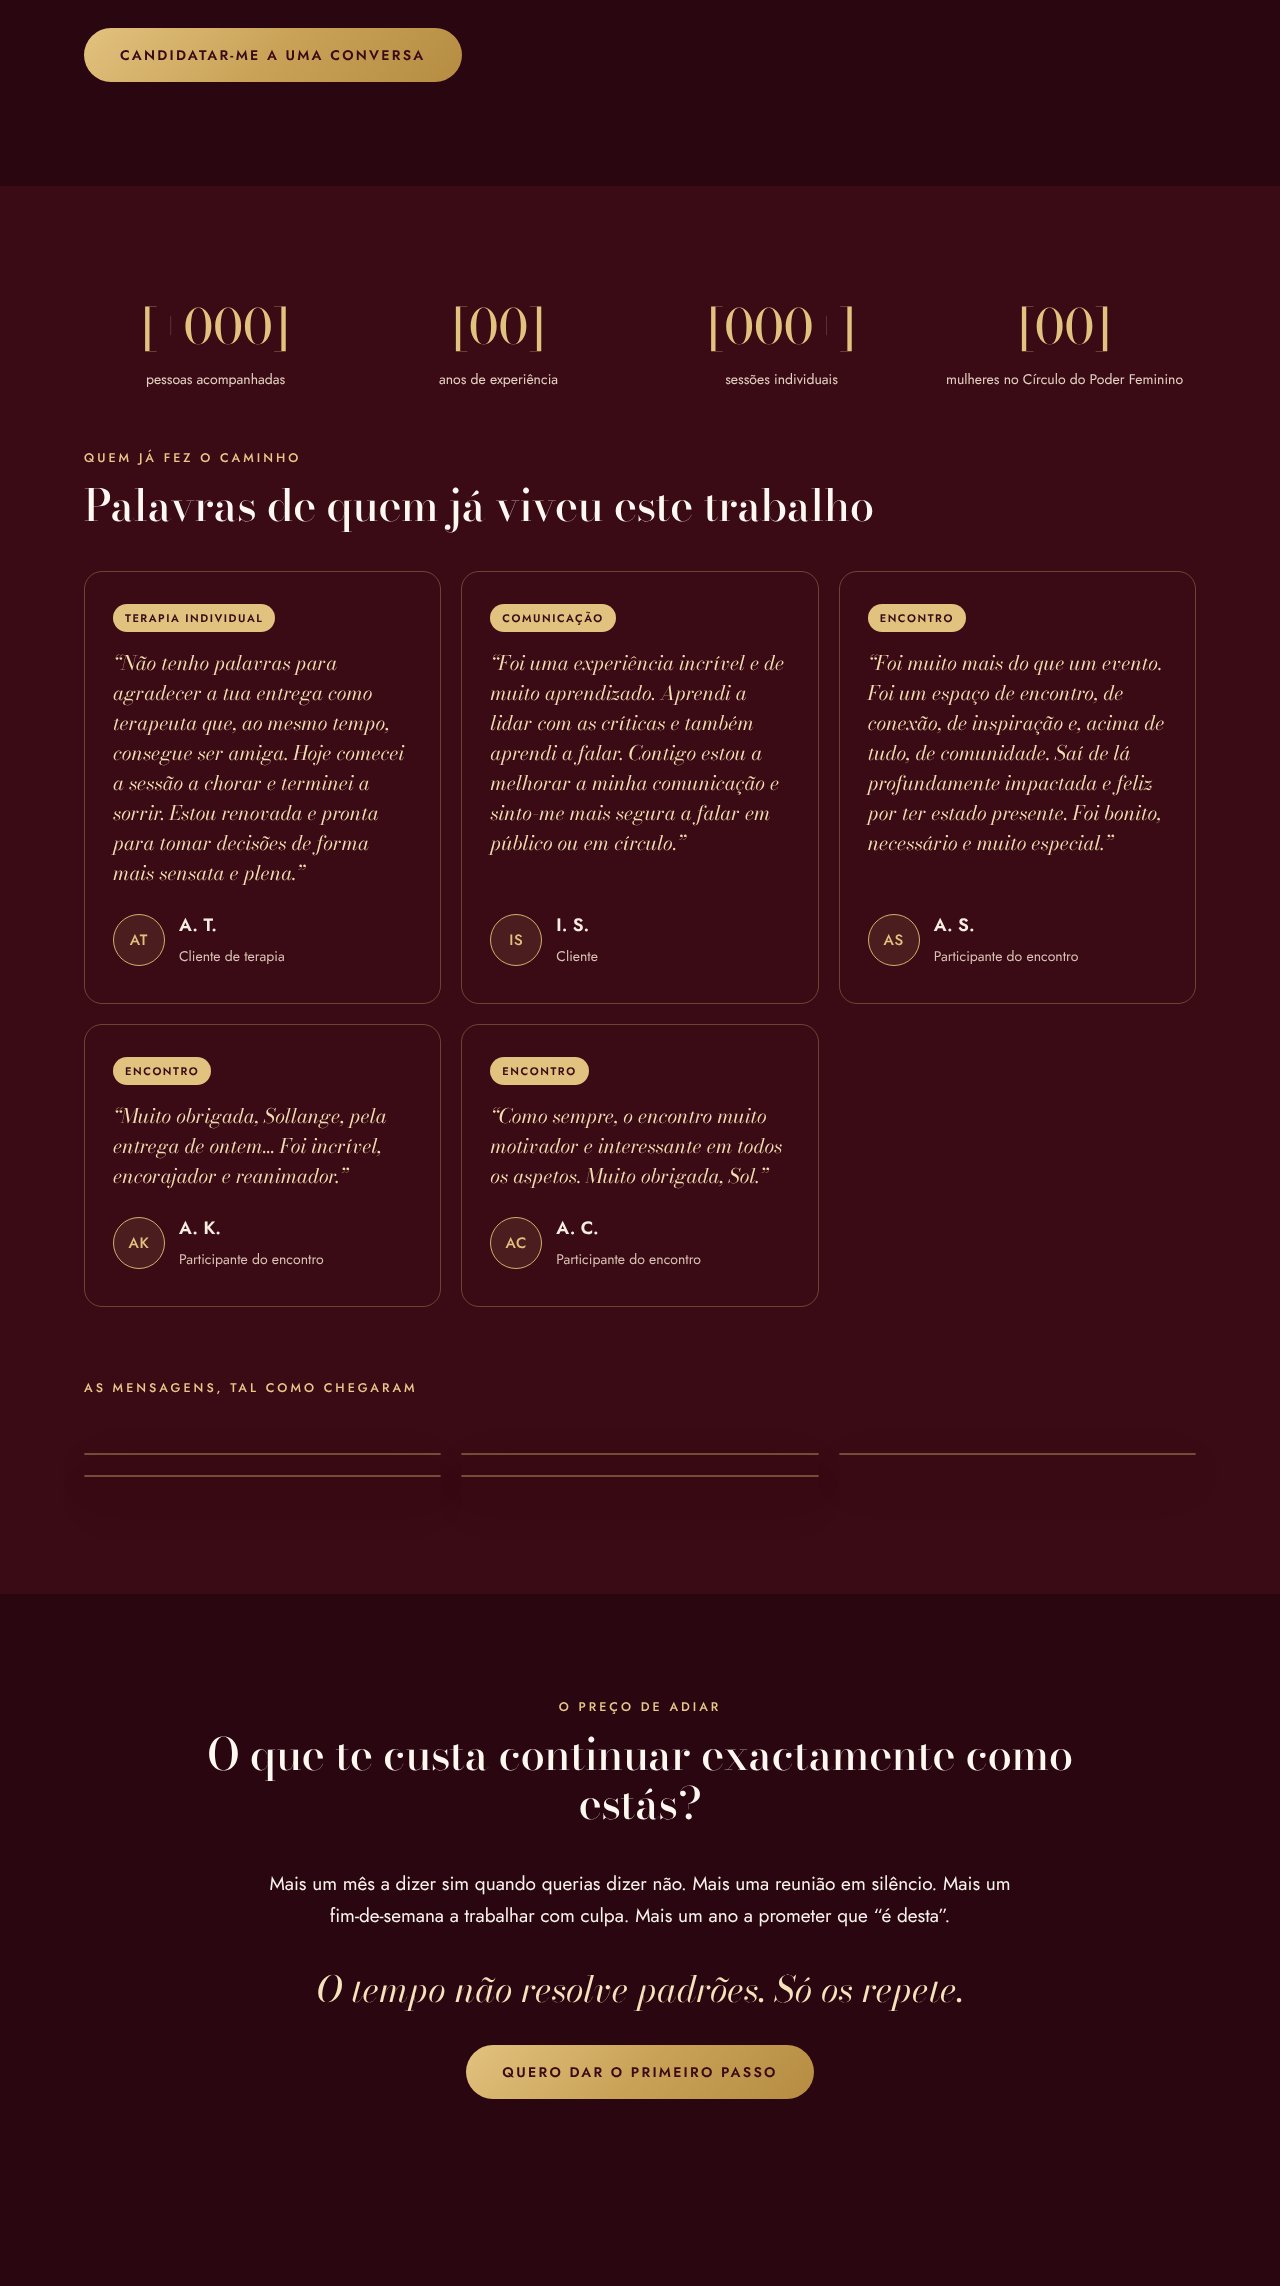 CANDIDATAR-ME A UMA CONVERSA
[+000]
pessoas acompanhadas
[00]
anos de experiência
[000+]
sessões individuais
[00]
mulheres no Círculo do Poder Feminino
QUEM JÁ FEZ O CAMINHO
Palavras de quem já viveu este trabalho
TERAPIA INDIVIDUAL
“Não tenho palavras para
agradecer a tua entrega como
terapeuta que, ao mesmo tempo,
consegue ser amiga. Hoje comecei
a sessão a chorar e terminei a
sorrir. Estou renovada e pronta
para tomar decisões de forma
mais sensata e plena.”
AT
A. T.
Cliente de terapia
COMUNICAÇÃO
“Foi uma experiência incrível e de
muito aprendizado. Aprendi a
lidar com as críticas e também
aprendi a falar. Contigo estou a
melhorar a minha comunicação e
sinto-me mais segura a falar em
público ou em círculo.”
IS
I. S.
Cliente
ENCONTRO
“Foi muito mais do que um evento.
Foi um espaço de encontro, de
conexão, de inspiração e, acima de
tudo, de comunidade. Saí de lá
profundamente impactada e feliz
por ter estado presente. Foi bonito,
necessário e muito especial.”
AS
A. S.
Participante do encontro
ENCONTRO
“Muito obrigada, Sollange, pela
entrega de ontem... Foi incrível,
encorajador e reanimador.”
AK
A. K.
Participante do encontro
ENCONTRO
“Como sempre, o encontro muito
motivador e interessante em todos
os aspetos. Muito obrigada, Sol.”
AC
A. C.
Participante do encontro
AS MENSAGENS, TAL COMO CHEGARAM
O PREÇO DE ADIAR
O que te custa continuar exactamente como
estás?
Mais um mês a dizer sim quando querias dizer não. Mais uma reunião em silêncio. Mais um
fim-de-semana a trabalhar com culpa. Mais um ano a prometer que “é desta”.
O tempo não resolve padrões. Só os repete.
QUERO DAR O PRIMEIRO PASSO